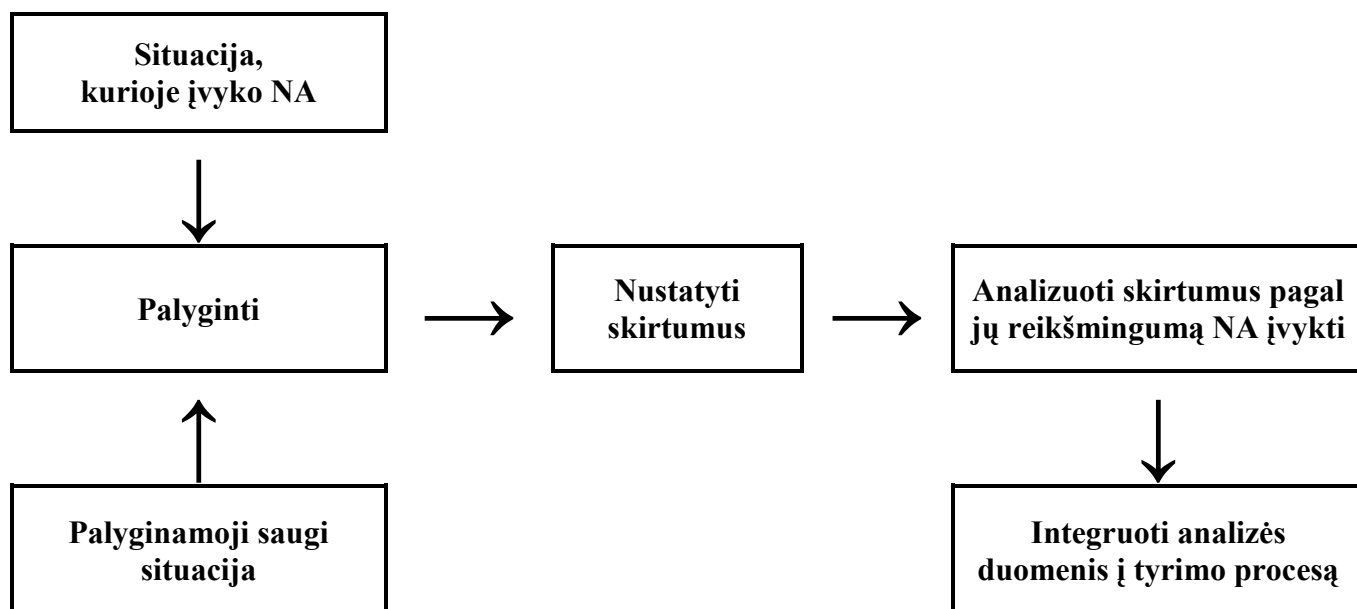 Situacija,
kurioje įvyko NA
Palyginti
Nustatyti
skirtumus
Analizuoti skirtumus pagal
jų reikšmingumą NA įvykti
Palyginamoji saugi
situacija
Integruoti analizės
duomenis į tyrimo procesą